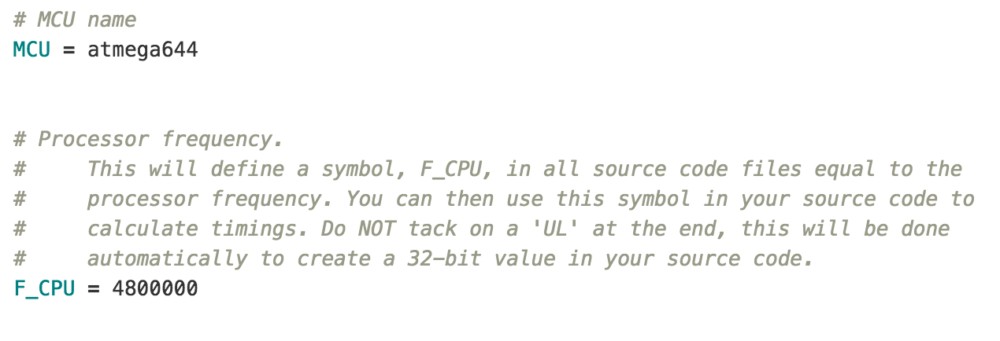 # MCU name
MCU = atmega644
# Processor frequency.
#     This will define a symbol, F_CPU, in all source code files equal to the
#     processor frequency. You can then use this symbol in your source code to
#     calculate timings. Do NOT tack on a 'UL' at the end, this will be done
#     automatically to create a 32-bit value in your source code.
F_CPU = 4800000